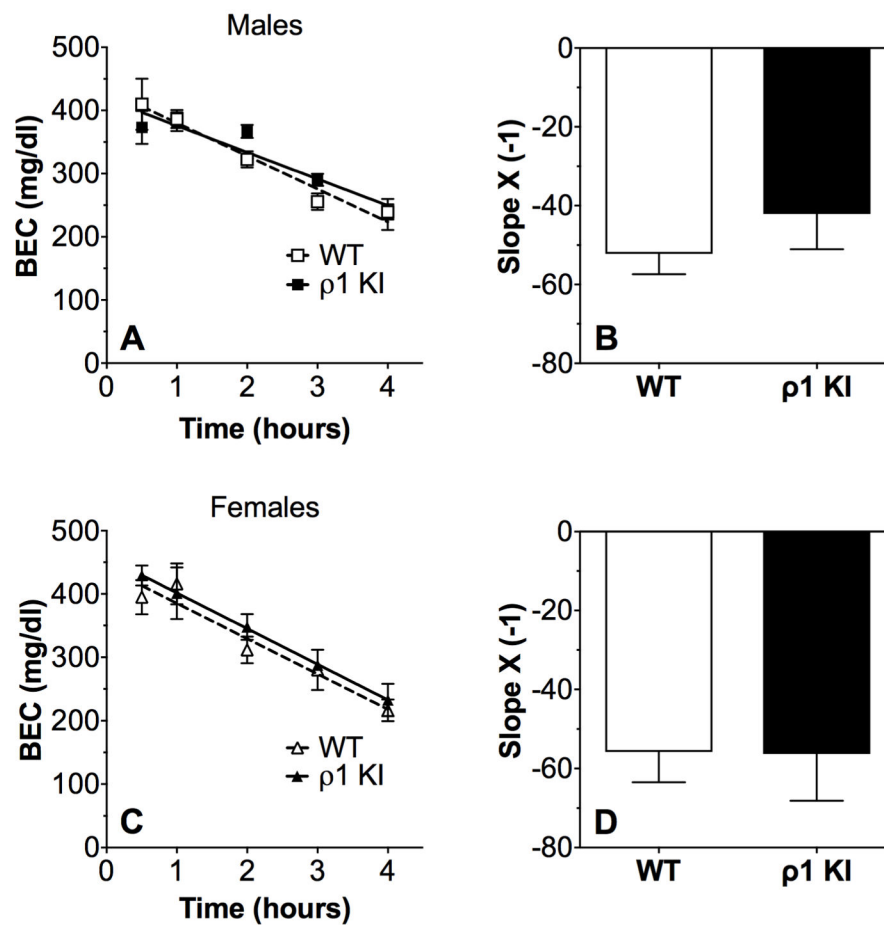 Males
BEC (mg/dl)
500
400
300
200
300
100
0
WT
ρ1 KI
A
0 1 2 3 4
Time (hours)
Slope X (-1)
0
-20
-40
-60
-80
B
WT ρ1 KI
Females
BEC (mg/dl)
500
400
300
200
300
100
0
WT
ρ1 KI
C
0 1 2 3 4
Time (hours)
Slope X (-1)
0
-20
-40
-60
-80
D
WT ρ1 KI